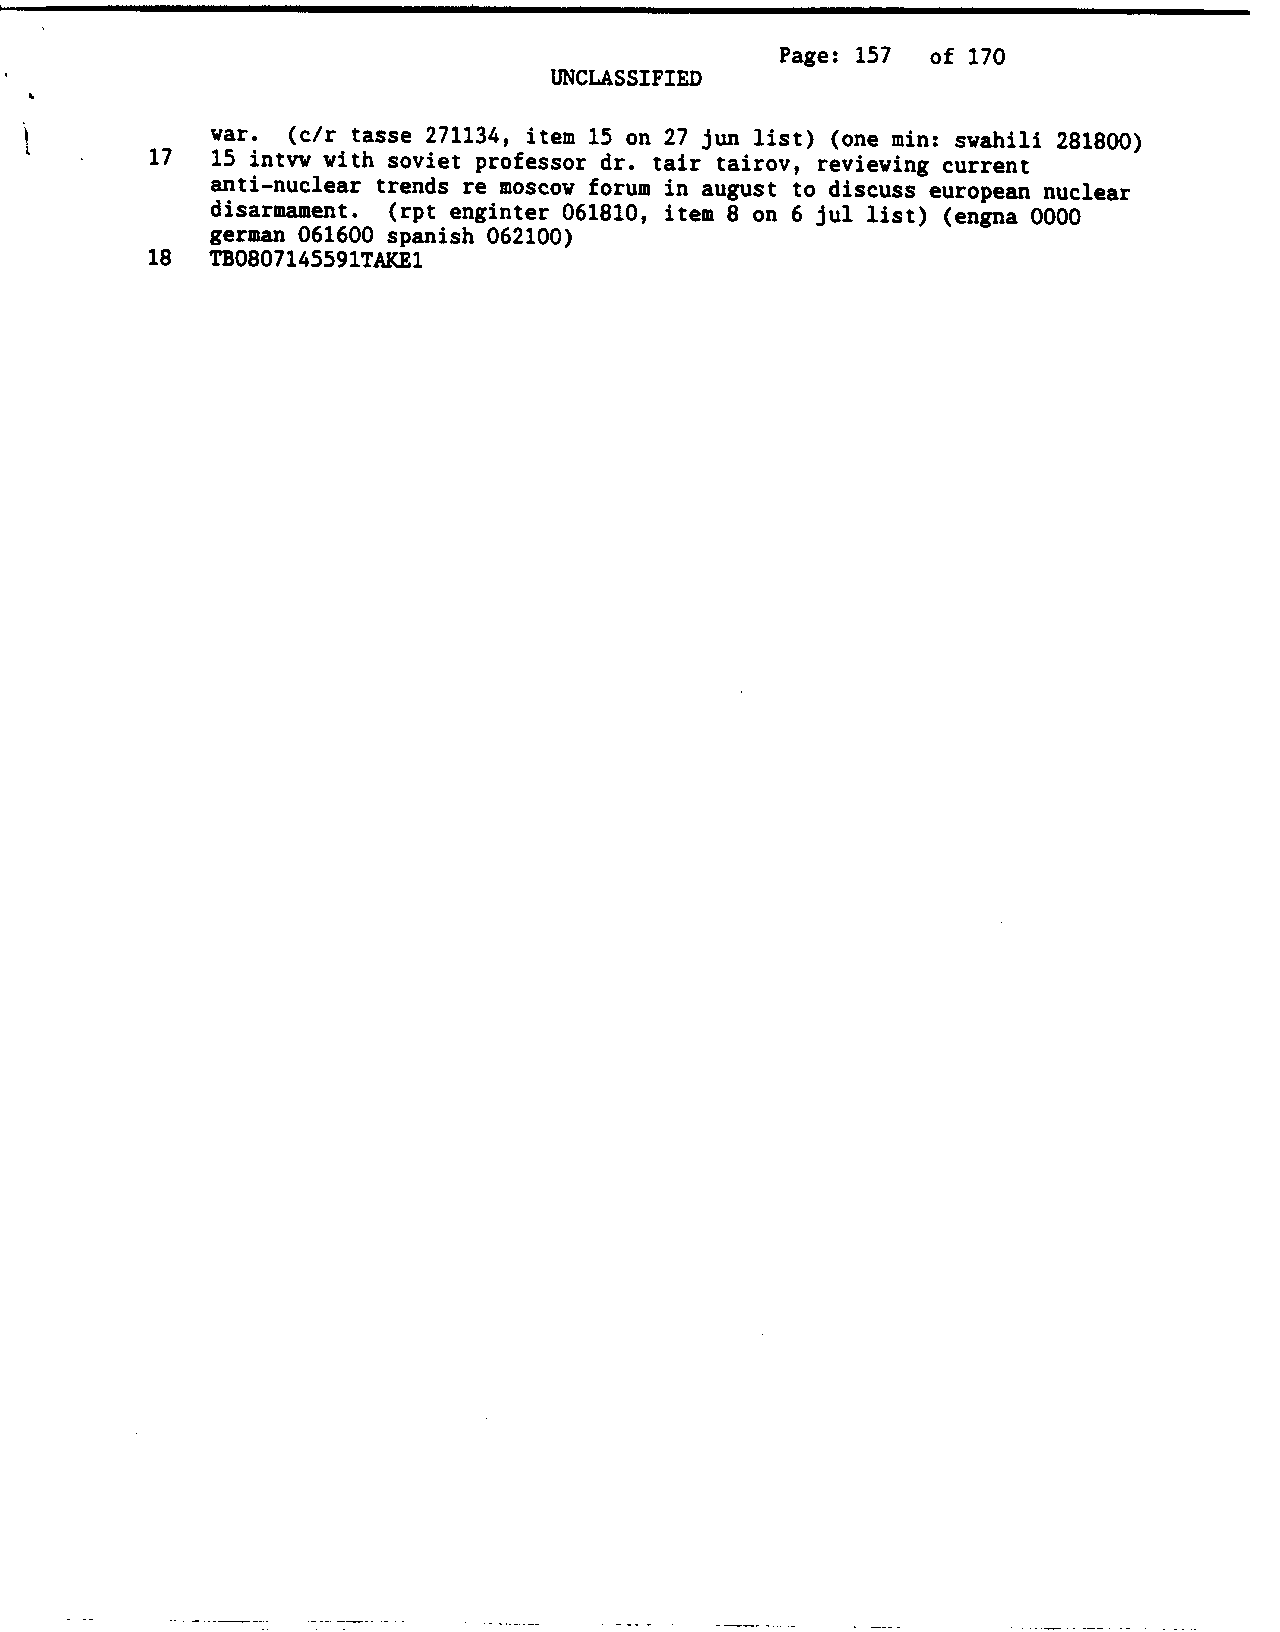 Page: 157 of 170
UNCLASSIFIED
war. (c/r tasse 271134, item 15 on 27 jun list) (one min: swahili 281800)
17 15 intvw with soviet professor dr. tair tairov, reviewing current
anti-nuclear trends re moscow forum in august to discuss european nuclear
disarmament. (rpt enginter 061810, item 8 on 6 jul list) (engna 0000
german 061600 spanish 062100)
18 TB0807145591TAKE1